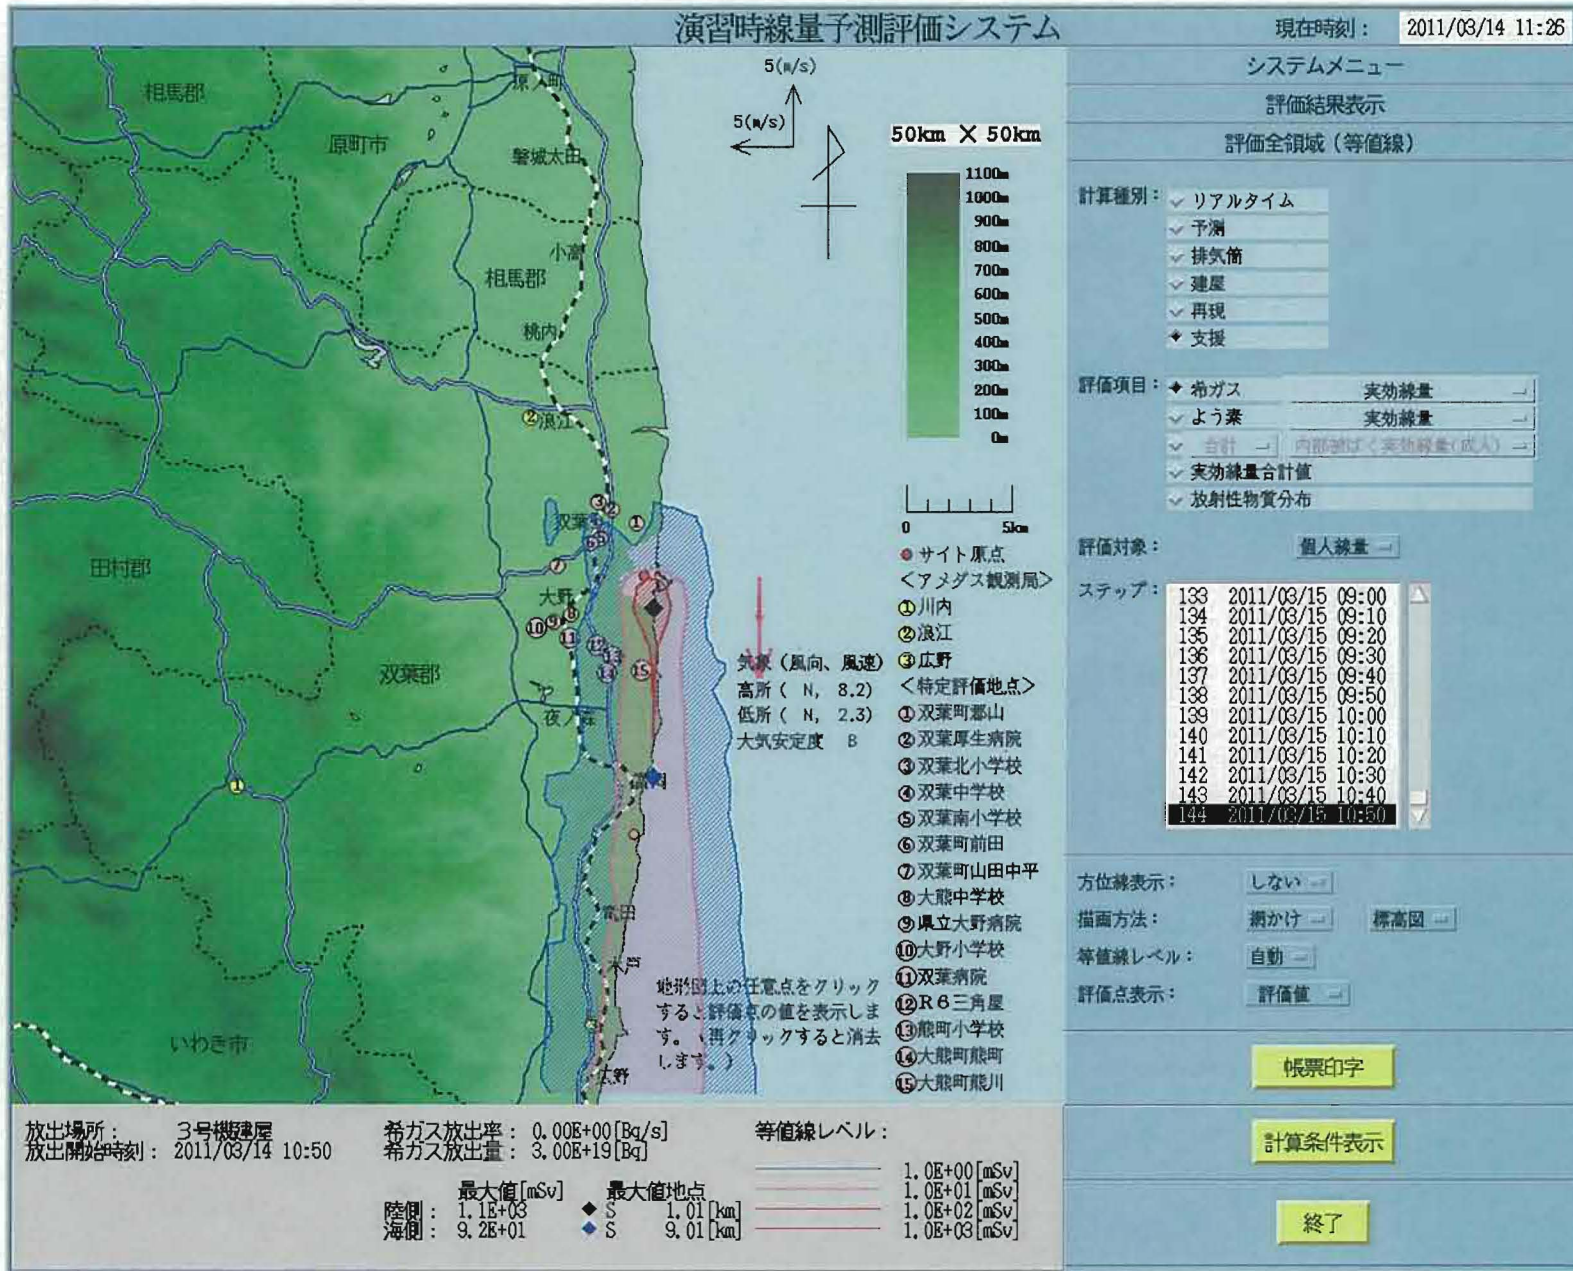 演習時線量予測評価システム
現在時刻： 2011/03/14 11:26
システムメニュー
評価結果表示
評価全領域（等値線）
計算種別：
リアルタイム
予測
排気筒
建屋
再現
支援
評価項目：
希ガス 実効線量
よう素 実効線量
合計 内部被ばく実効線量(成人)
実効線量合計値
放射性物質分布
評価対象： 個人線量
ステップ：
133 2011/03/15 09:00
134 2011/03/15 09:10
135 2011/03/15 09:20
136 2011/03/15 09:30
137 2011/03/15 09:40
138 2011/03/15 09:50
139 2011/03/15 10:00
140 2011/03/15 10:10
141 2011/03/15 10:20
142 2011/03/15 10:30
143 2011/03/15 10:40
144 2011/03/15 10:50
方位線表示： しない
描画方法： 網かけ 標高図
等値線レベル： 自動
評価点表示： 評価値
帳票印字
計算条件表示
終了
相馬郡
原ノ町
原町市
磐城太田
小高
相馬郡
桃内
②浪江
③
②
①
双葉
⑤
⑥
⑦
田村郡
大野
⑧
⑨
⑩
⑪
⑫
⑬
⑭
⑮
双葉郡
夜ノ森
①
富岡
竜田
木戸
いわき市
広野
5(m/s)
5(m/s)
50km × 50km
1100m
1000m
900m
800m
700m
600m
500m
400m
300m
200m
100m
0m
0 5km
サイト原点
＜アメダス観測局＞
①川内
②浪江
③広野
＜特定評価地点＞
①双葉町郡山
②双葉厚生病院
③双葉北小学校
④双葉中学校
⑤双葉南小学校
⑥双葉町前田
⑦双葉町山田中平
⑧大熊中学校
⑨県立大野病院
⑩大野小学校
⑪双葉病院
⑫R6三角屋
⑬熊町小学校
⑭大熊町熊町
⑮大熊町熊川
気象（風向、風速）
高所（ N, 8.2）
低所（ N, 2.3）
大気安定度 B
地形図上の任意点をクリック
すると評価点の値を表示しま
す。（再クリックすると消去
します。）
放出場所： 3号機建屋
放出開始時刻： 2011/03/14 10:50
希ガス放出率： 0.00E+00[Bq/s]
希ガス放出量： 3.00E+19[Bq]
最大値[mSv] 最大値地点
陸側： 1.1E+03 ◆ S 1.01[km]
海側： 9.2E+01 ◆ S 9.01[km]
等値線レベル：
1.0E+00[mSv]
1.0E+01[mSv]
1.0E+02[mSv]
1.0E+03[mSv]